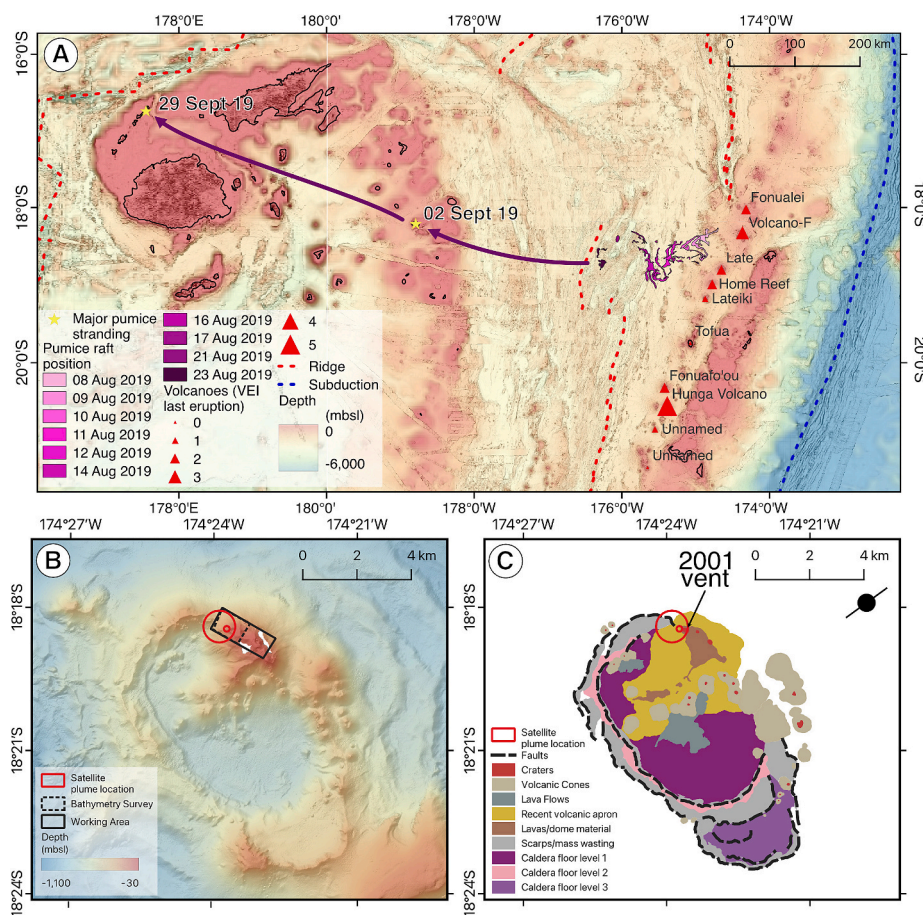 178°0'E 180°0' 178°0'W 176°0'W 174°0'W
A
0 100 200 km
16°0'S
29 Sept 19
18°0'S
02 Sept 19
Fonualei
Volcano-F
Late
Home Reef
Lateiki
Tofua
Fonuafo'ou
Hunga Volcano
Unnamed
Unnamed
18°0'S
20°0'S
20°0'S
Major pumice
stranding
Pumice raft
position
08 Aug 2019
09 Aug 2019
10 Aug 2019
11 Aug 2019
12 Aug 2019
14 Aug 2019
16 Aug 2019
17 Aug 2019
21 Aug 2019
23 Aug 2019
Volcanoes (VEI
last eruption)
0
1
2
3
4
5
Ridge
Subduction
Depth
(mbsl)
0
-6,000
178°0'E 180°0' 178°0'W 176°0'W 174°0'W
174°27'W 174°24'W 174°21'W
B
0 2 4 km
18°18'S
18°21'S
18°24'S
Satellite
plume location
Bathymetry Survey
Working Area
Depth
(mbsl)
-1,100 -30
174°27'W 174°24'W 174°21'W
C
2001
vent
0 2 4 km
18°18'S
18°21'S
18°24'S
Satellite
plume location
Faults
Craters
Volcanic Cones
Lava Flows
Recent volcanic apron
Lavas/dome material
Scarps/mass wasting
Caldera floor level 1
Caldera floor level 2
Caldera floor level 3